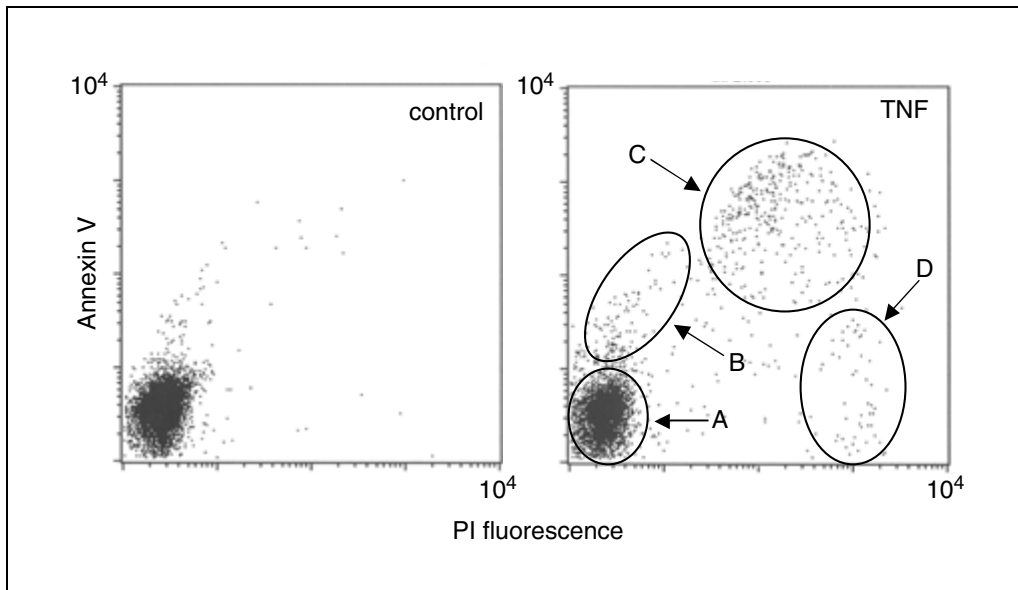 10⁴
control
Annexin V
10⁴
10⁴
TNF
C
B
A
D
10⁴
PI fluorescence